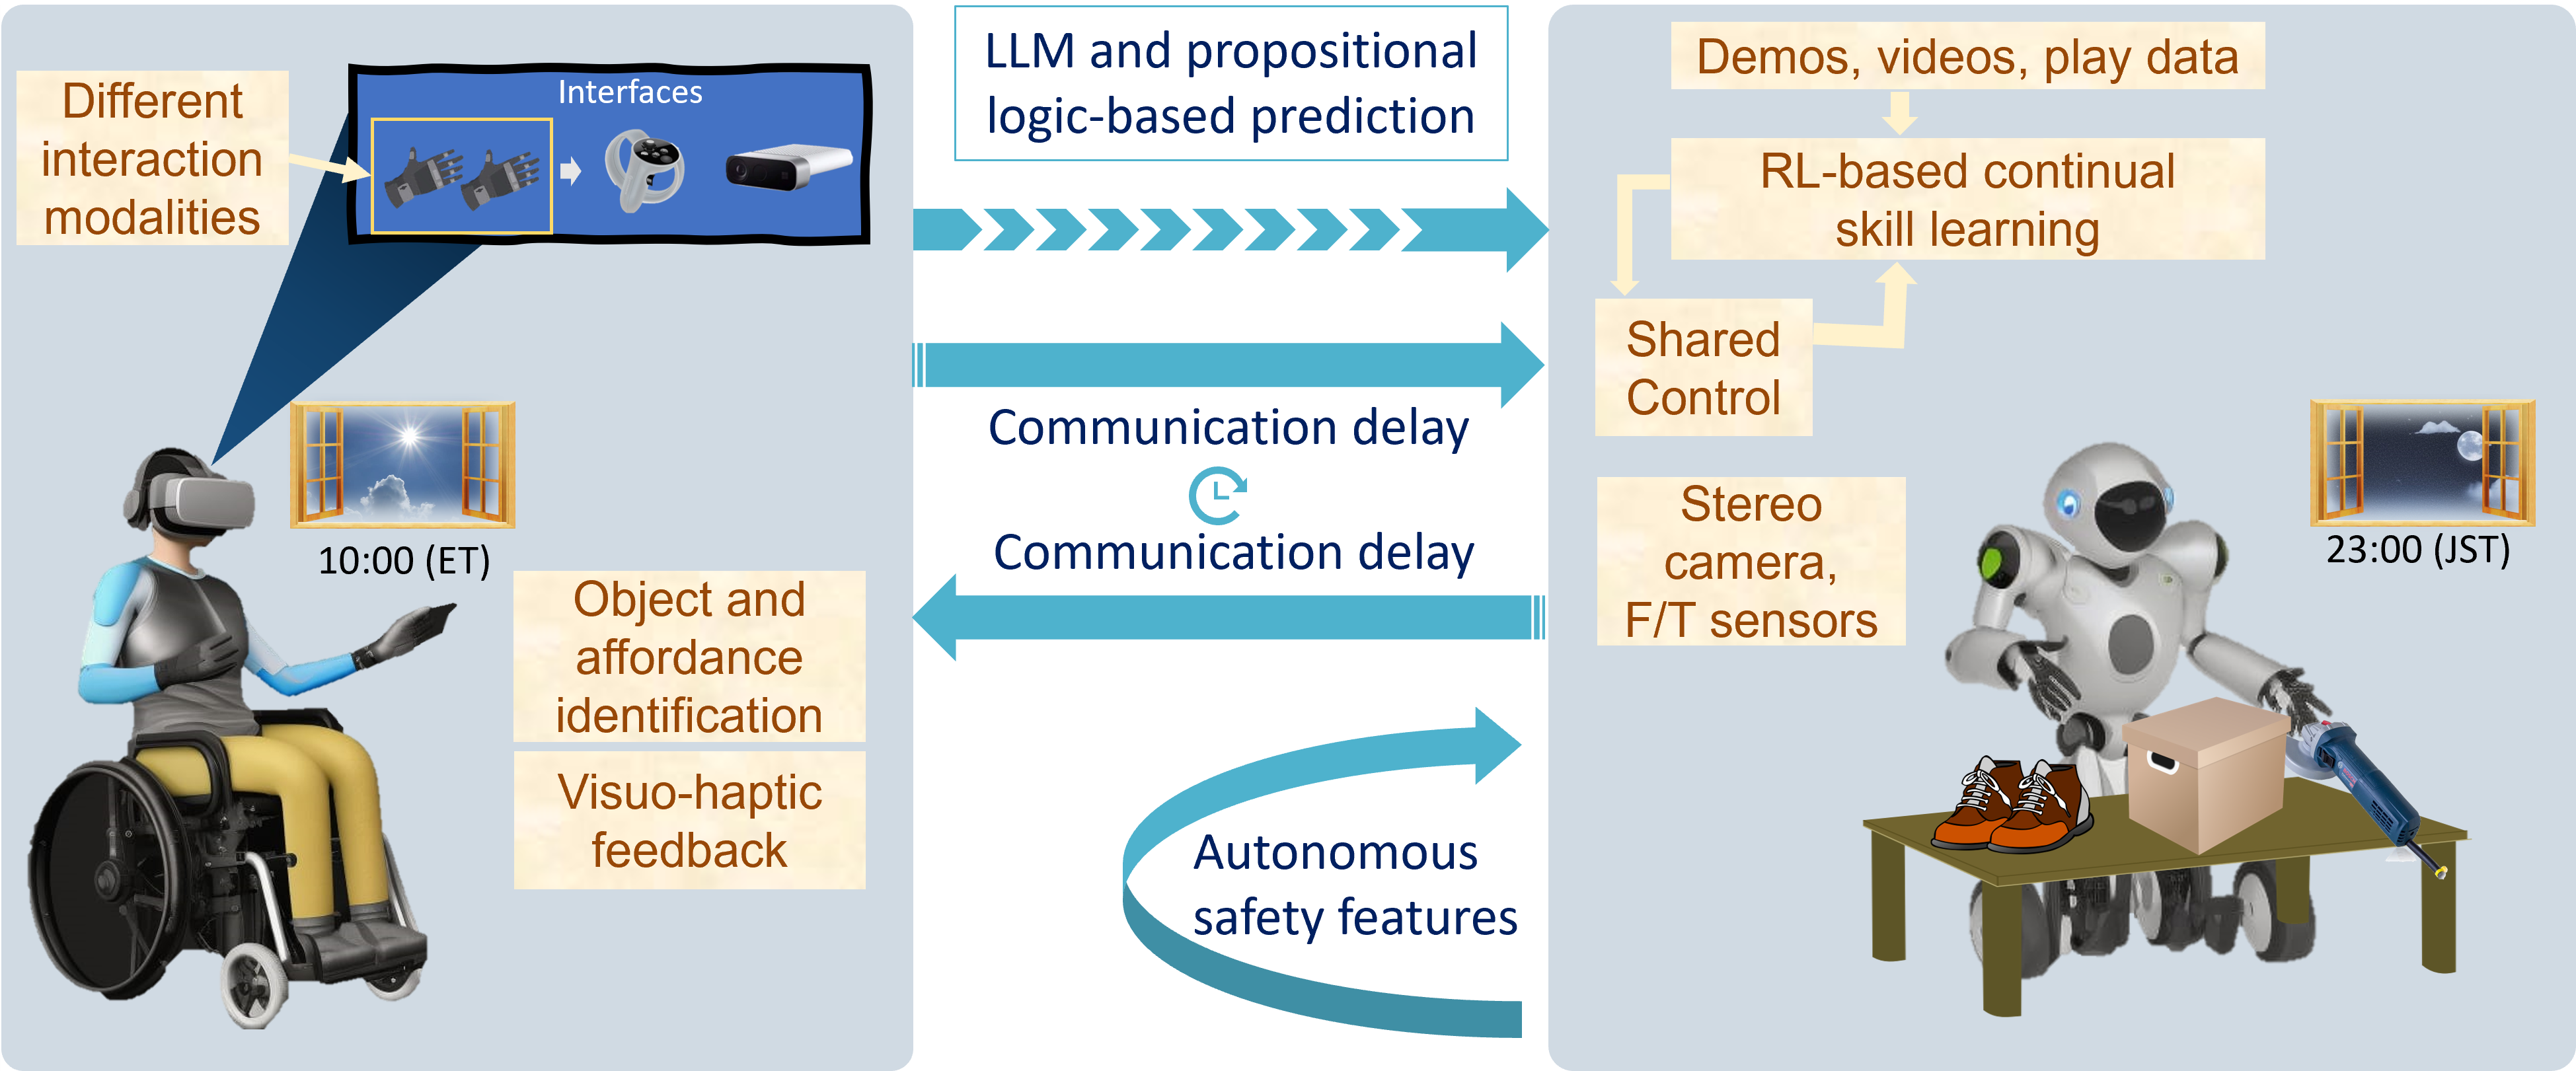 Different
interaction
modalities
Interfaces
10:00 (ET)
Object and
affordance
identification
Visuo-haptic
feedback
LLM and propositional
logic-based prediction
Communication delay
Communication delay
Autonomous
safety features
Demos, videos, play data
RL-based continual
skill learning
Shared
Control
Stereo
camera,
F/T sensors
23:00 (JST)